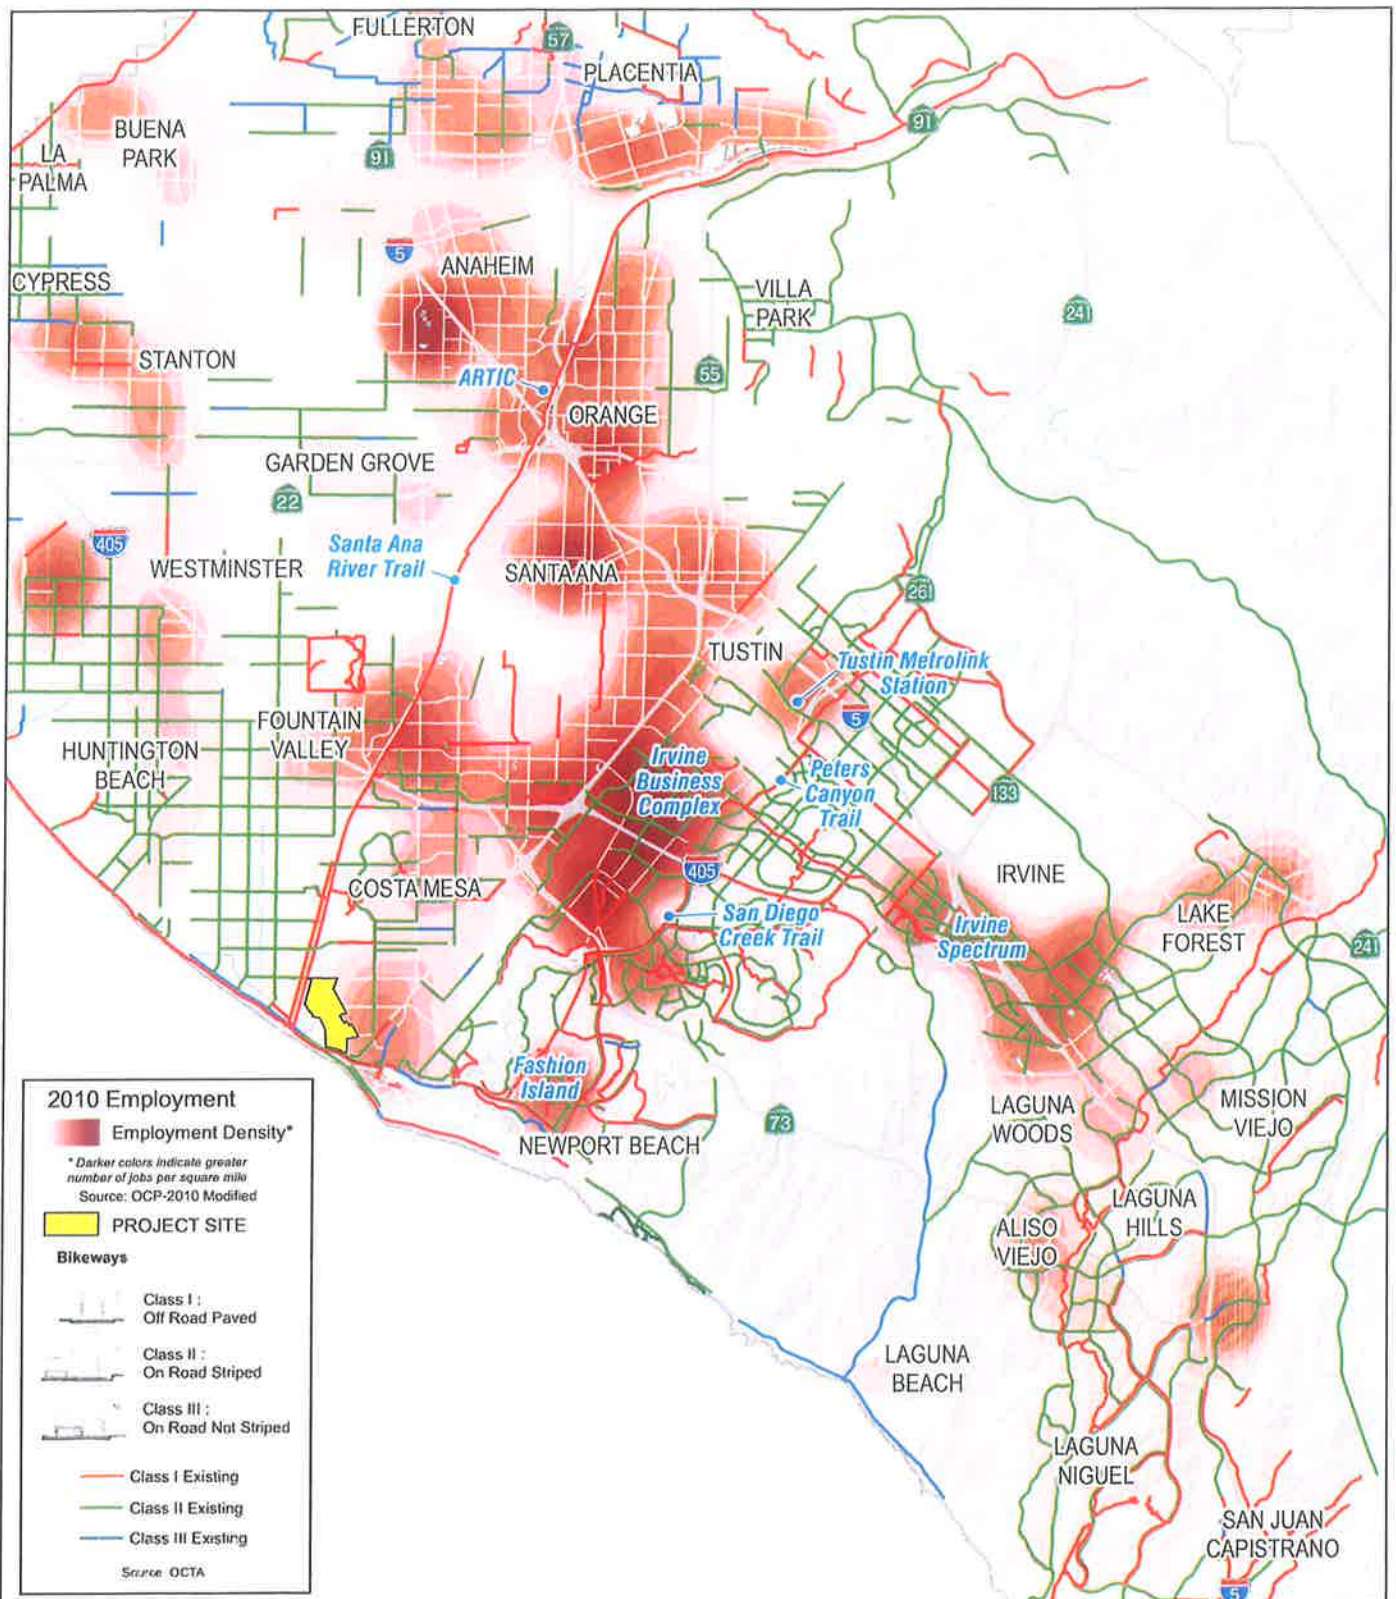 FULLERTON
57
PLACENTIA
BUENA
PARK
91
91
LA
PALMA
5
ANAHEIM
CYPRESS
VILLA
PARK
241
STANTON
ARTIC
55
ORANGE
GARDEN GROVE
22
405
Santa Ana
River Trail
WESTMINSTER
SANTA ANA
261
TUSTIN
Tustin Metrolink
Station
5
FOUNTAIN
VALLEY
HUNTINGTON
BEACH
Irvine
Business
Complex
Peters
Canyon
Trail
133
405
IRVINE
COSTA MESA
San Diego
Creek Trail
Irvine
Spectrum
LAKE
FOREST
241
Fashion
Island
NEWPORT BEACH
73
LAGUNA
WOODS
MISSION
VIEJO
LAGUNA
HILLS
ALISO
VIEJO
LAGUNA
BEACH
LAGUNA
NIGUEL
SAN JUAN
CAPISTRANO
5
2010 Employment
Employment Density*
* Darker colors indicate greater
number of jobs per square mile
Source: OCP-2010 Modified
PROJECT SITE
Bikeways
Class I :
Off Road Paved
Class II :
On Road Striped
Class III :
On Road Not Striped
Class I Existing
Class II Existing
Class III Existing
Source OCTA